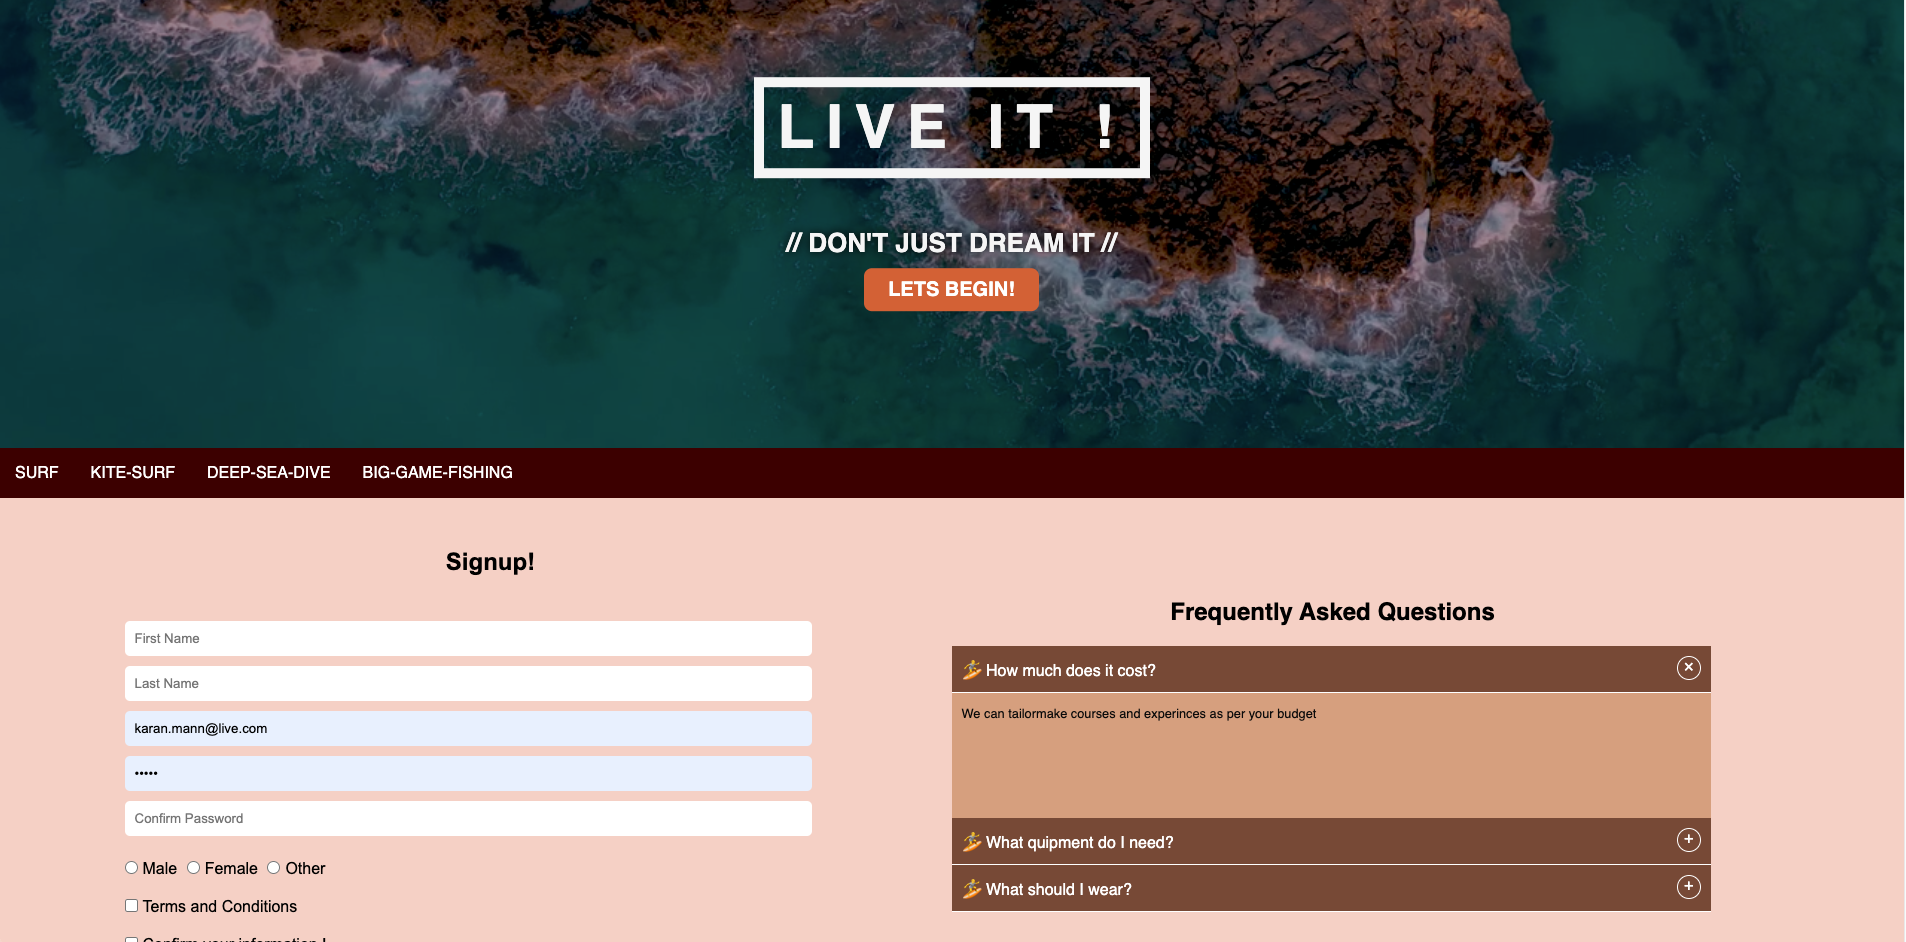 LIVE IT !
// DON'T JUST DREAM IT //
LETS BEGIN!
SURF KITE-SURF DEEP-SEA-DIVE BIG-GAME-FISHING
Signup!
First Name
Last Name
karan.mann@live.com
•••••
Confirm Password
Male Female Other
Terms and Conditions
Confirm your information !
Frequently Asked Questions
How much does it cost?
We can tailormake courses and experinces as per your budget
What quipment do I need?
What should I wear?